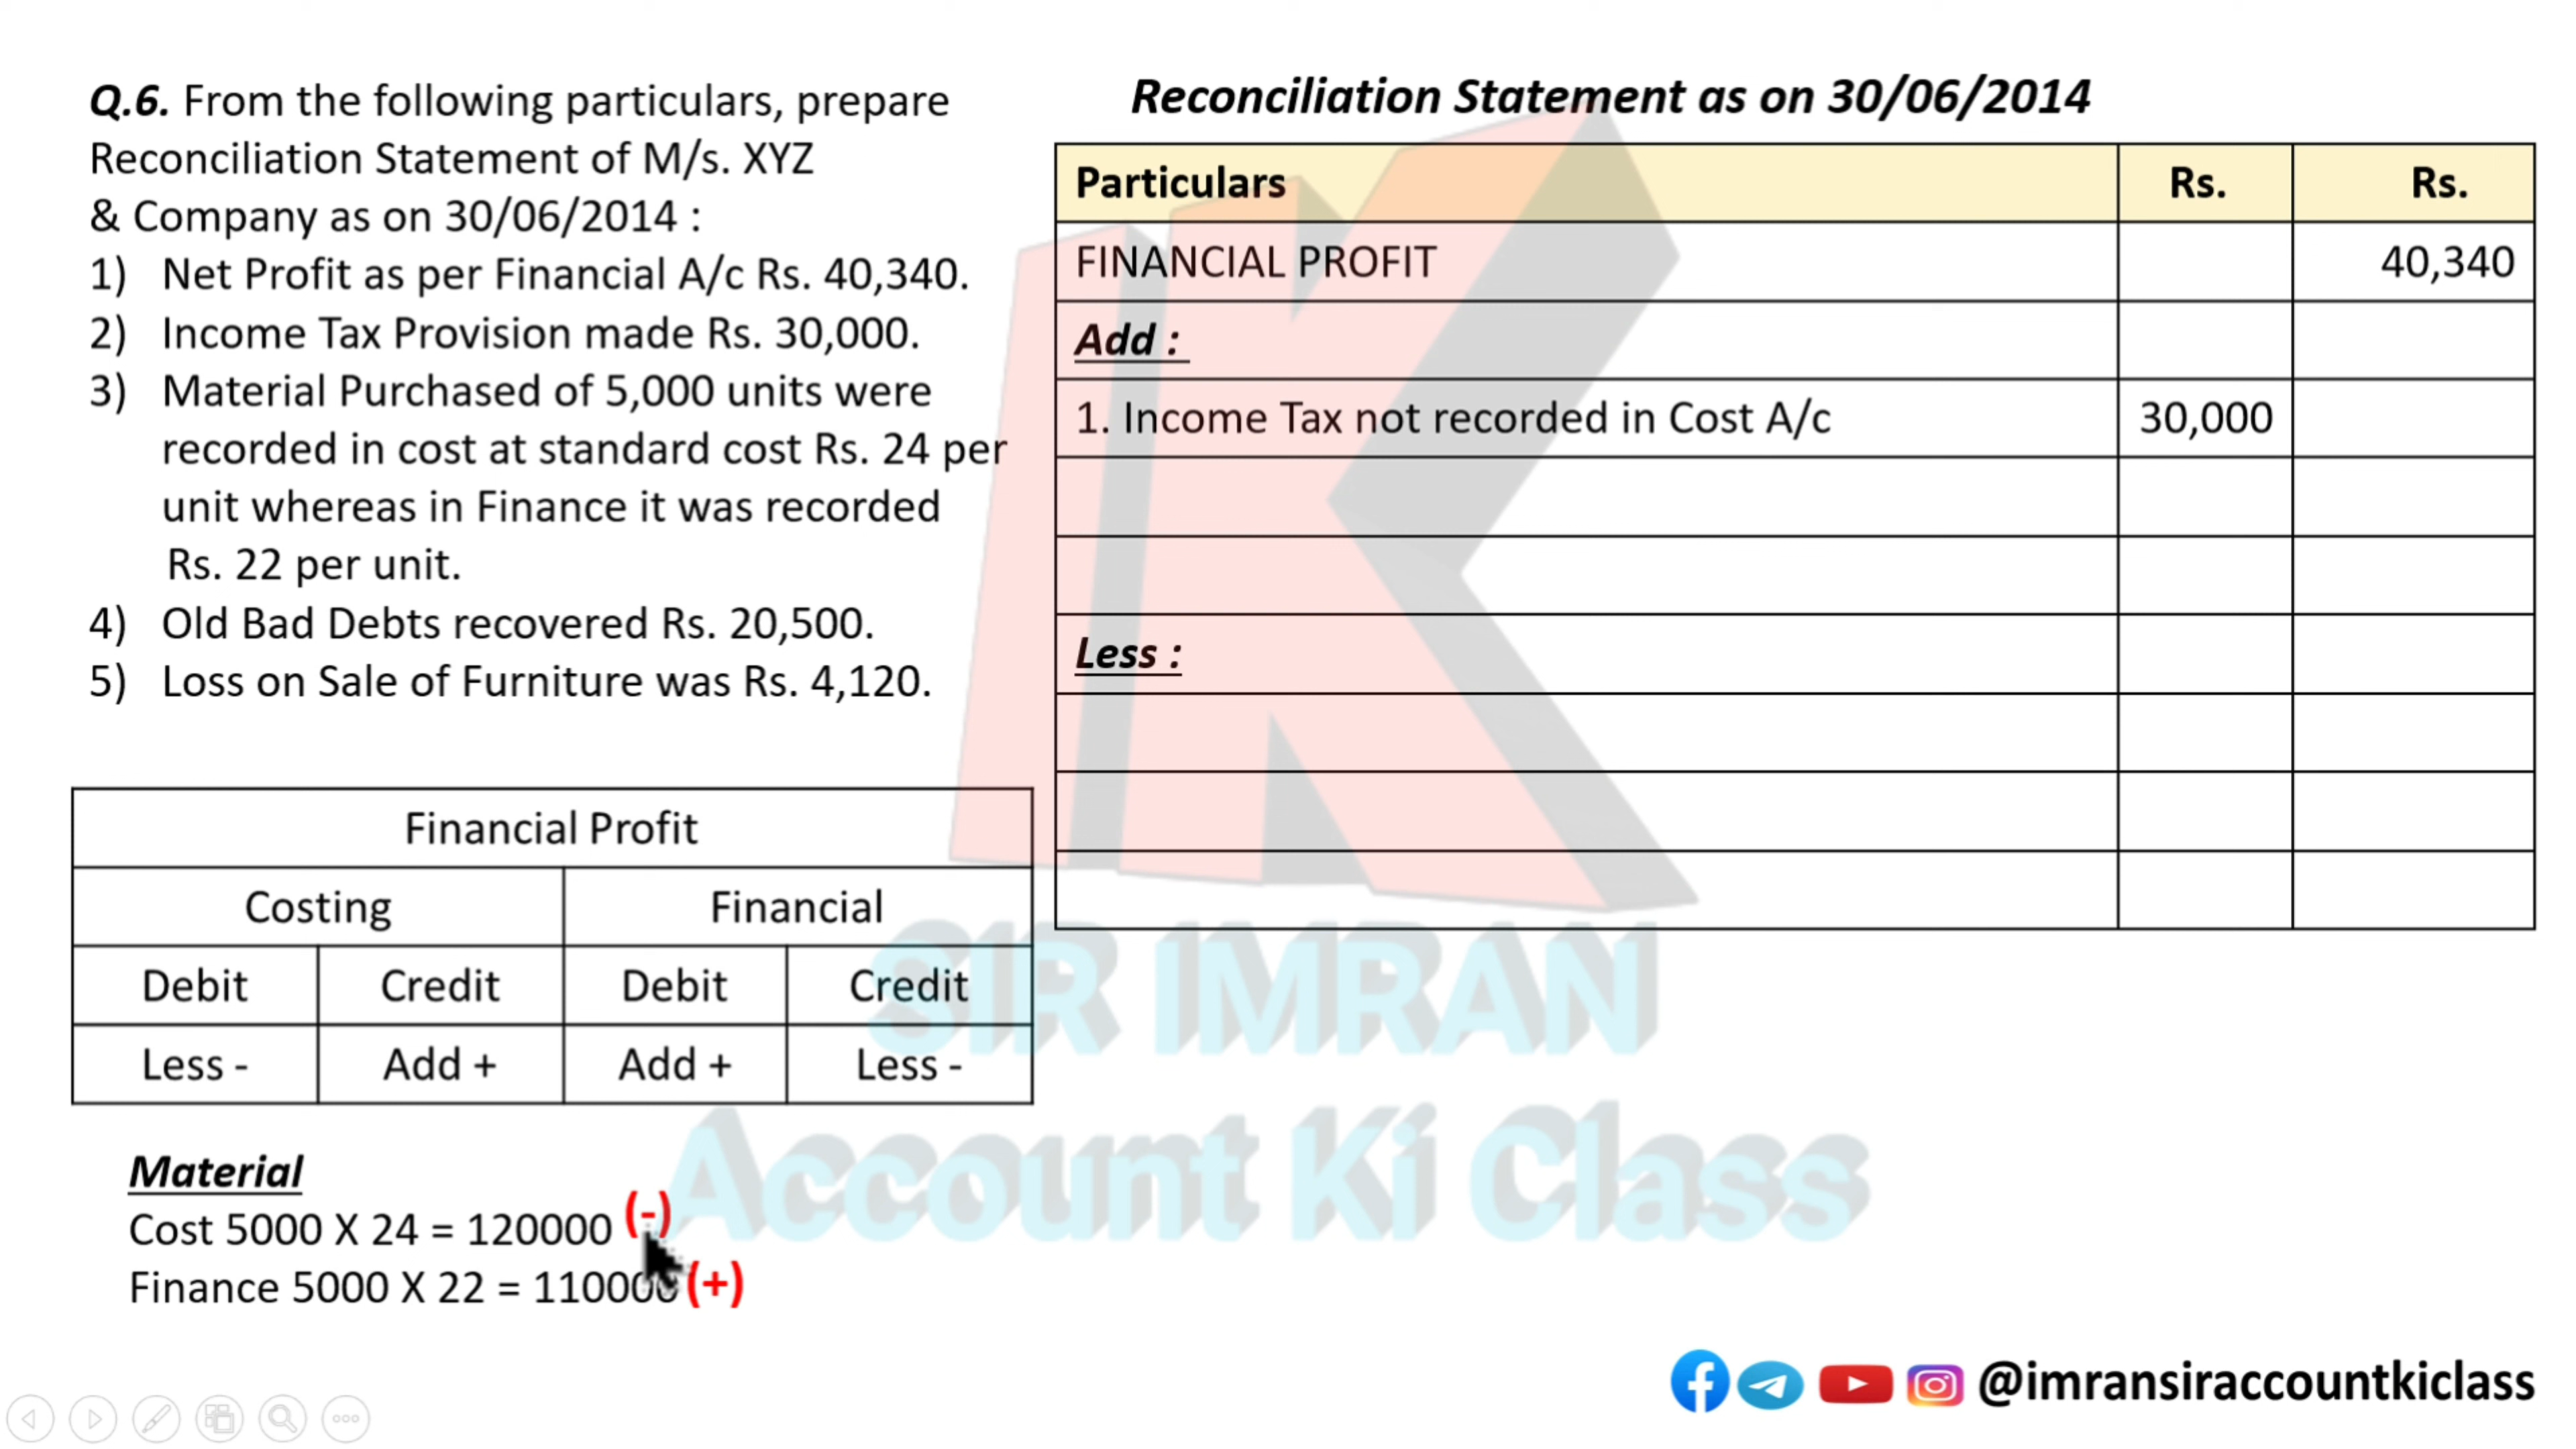 Q.6. From the following particulars, prepare
Reconciliation Statement of M/s. XYZ
& Company as on 30/06/2014 :
1) Net Profit as per Financial A/c Rs. 40,340.
2) Income Tax Provision made Rs. 30,000.
3) Material Purchased of 5,000 units were
recorded in cost at standard cost Rs. 24 per
unit whereas in Finance it was recorded
Rs. 22 per unit.
4) Old Bad Debts recovered Rs. 20,500.
5) Loss on Sale of Furniture was Rs. 4,120.
Financial Profit
Costing Financial
Debit Credit Debit Credit
Less - Add + Add + Less -
Material
Cost 5000 X 24 = 120000 (-)
Finance 5000 X 22 = 110000 (+)
Reconciliation Statement as on 30/06/2014
Particulars Rs. Rs.
FINANCIAL PROFIT 40,340
Add :
1. Income Tax not recorded in Cost A/c 30,000
Less :
SIR IMRAN
Account Ki Class
@imransiraccountkiclass